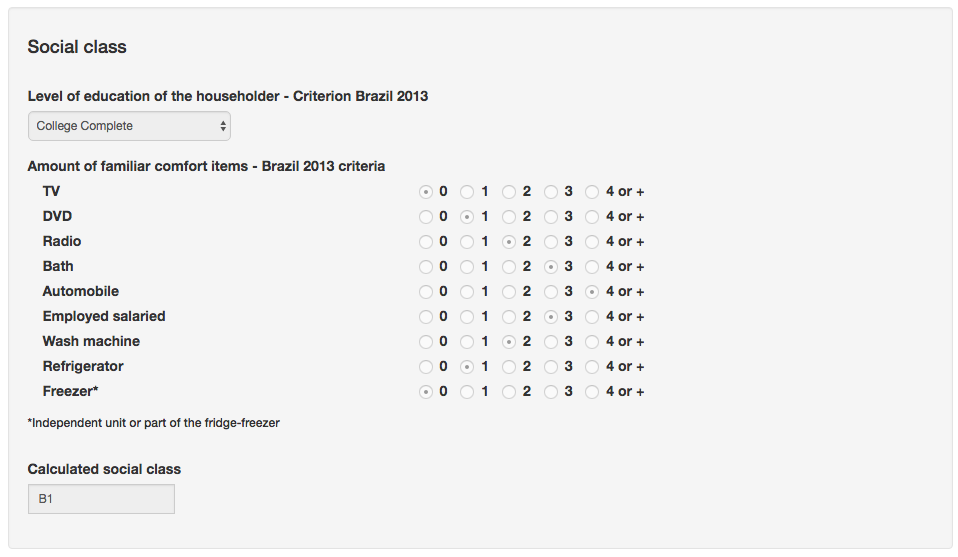 Social class
Level of education of the householder - Criterion Brazil 2013
College Complete
Amount of familiar comfort items - Brazil 2013 criteria
TV 0 1 2 3 4 or +
DVD 0 1 2 3 4 or +
Radio 0 1 2 3 4 or +
Bath 0 1 2 3 4 or +
Automobile 0 1 2 3 4 or +
Employed salaried 0 1 2 3 4 or +
Wash machine 0 1 2 3 4 or +
Refrigerator 0 1 2 3 4 or +
Freezer* 0 1 2 3 4 or +
*Independent unit or part of the fridge-freezer
Calculated social class
B1